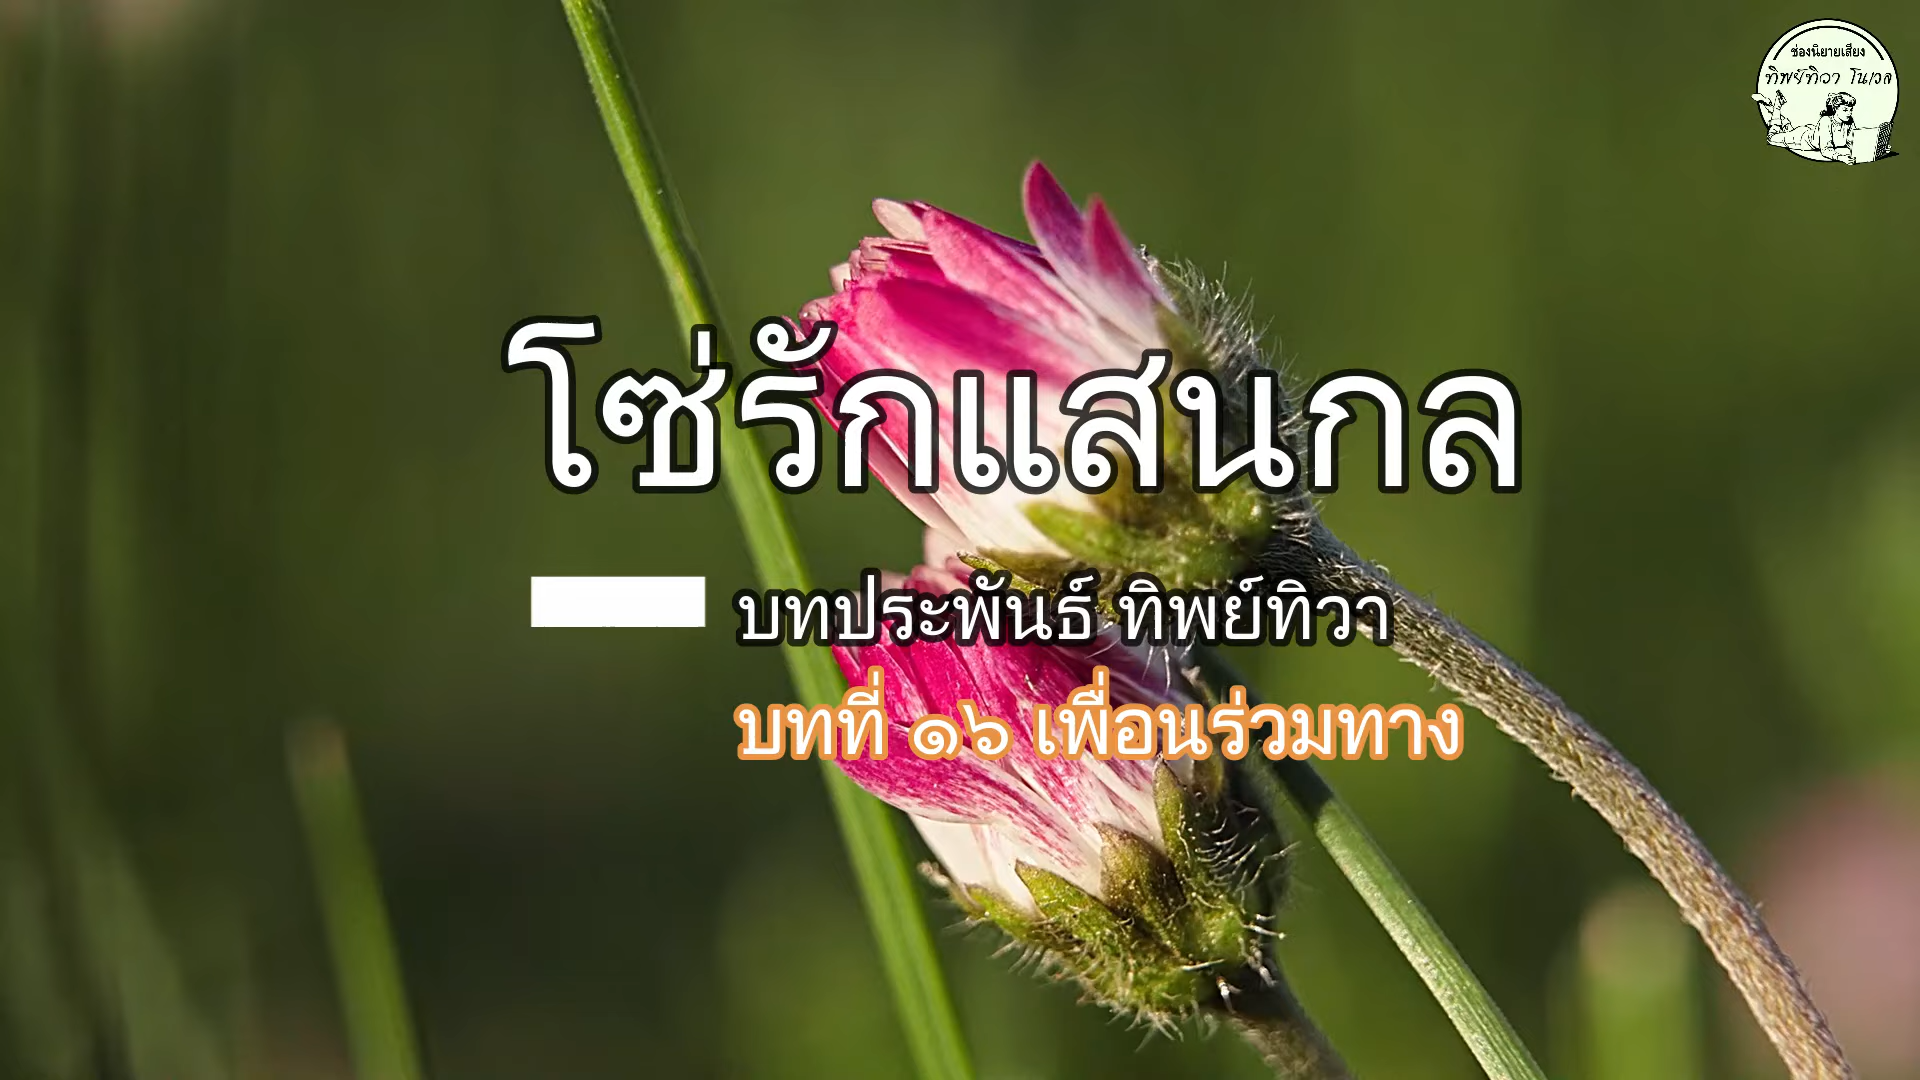 ช่องนิยายเสียง
ทิพย์ทิวา โนเวล
โซ่รักแสนกล
บทประพันธ์ ทิพย์ทิวา
บทที่ ๑๖ เพื่อนร่วมทาง